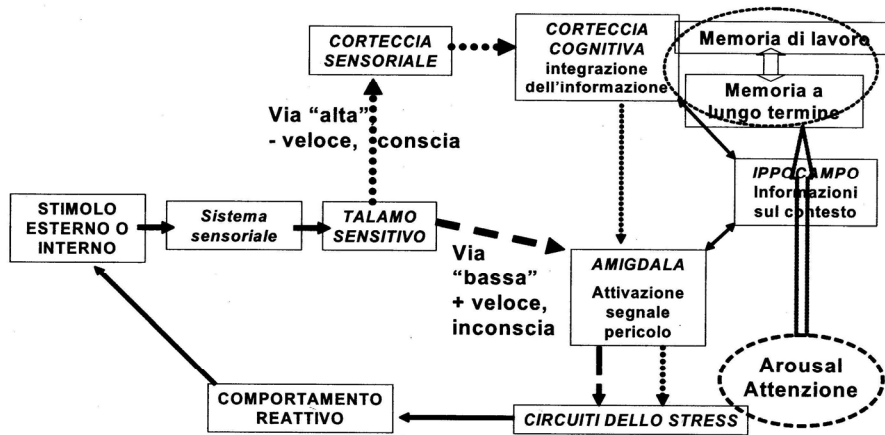 CORTECCIA
SENSORIALE
CORTECCIA
COGNITIVA
integrazione
dell'informazione
Memoria di lavoro
Memoria a
lungo termine
Via "alta"
- veloce, conscia
IPPOCAMPO
Informazioni
sul contesto
STIMOLO
ESTERNO O
INTERNO
Sistema
sensoriale
TALAMO
SENSITIVO
Via
"bassa"
+ veloce,
inconscia
AMIGDALA
Attivazione
segnale
pericolo
Arousal
Attenzione
COMPORTAMENTO
REATTIVO
CIRCUITI DELLO STRESS